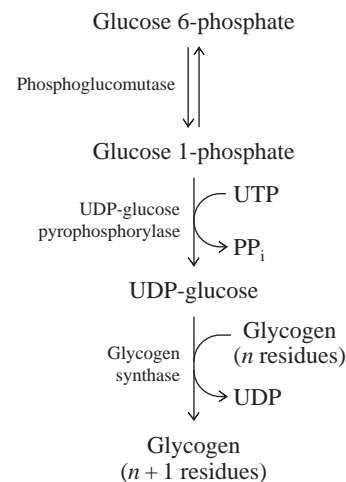 Glucose 6-phosphate
Phosphoglucomutase
Glucose 1-phosphate
UTP
UDP-glucose
pyrophosphorylase
PPi
UDP-glucose
Glycogen
(n residues)
Glycogen
synthase
UDP
Glycogen
(n + 1 residues)